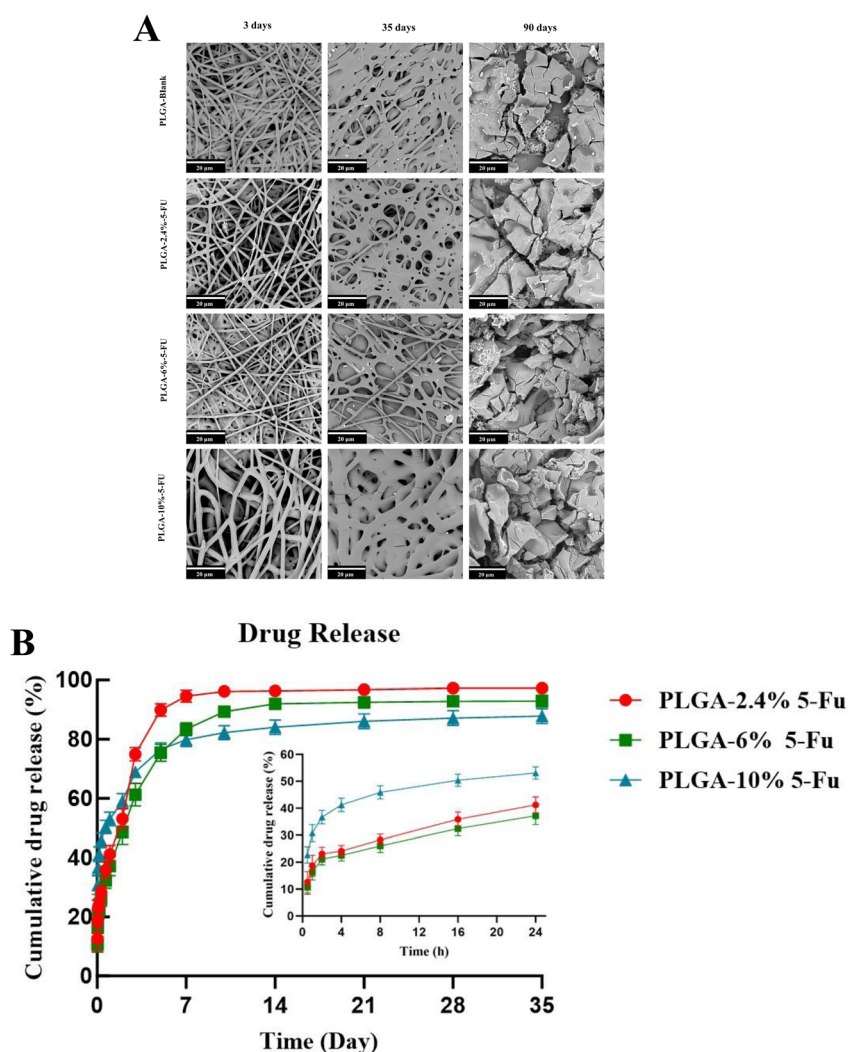 A
3 days 35 days 90 days
PLGA-Blank
20 µm 20 µm 20 µm
PLGA-2.4%-5-FU
20 µm 20 µm 20 µm
PLGA-6%-5-FU
20 µm 20 µm 20 µm
PLGA-10%-5-FU
20 µm 20 µm 20 µm
B
Drug Release
Cumulative drug release (%)
100
80
60
40
20
0
0 7 14 21 28 35
Time (Day)
PLGA-2.4% 5-Fu
PLGA-6% 5-Fu
PLGA-10% 5-Fu
Cumulative drug release (%)
60
50
40
30
20
10
0
0 4 8 12 16 20 24
Time (h)